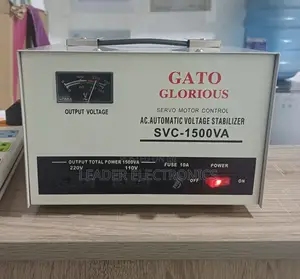 GATO
GLORIOUS
SERVO MOTOR CONTROL
OUTPUT VOLTAGE
AC.AUTOMATIC VOLTAGE STABILIZER
SVC-1500VA
OUTPUT TOTAL POWER 1500VA
220V 110V
FUSE 10A
POWER
OFF
ON
LEADER ELECTRONICS